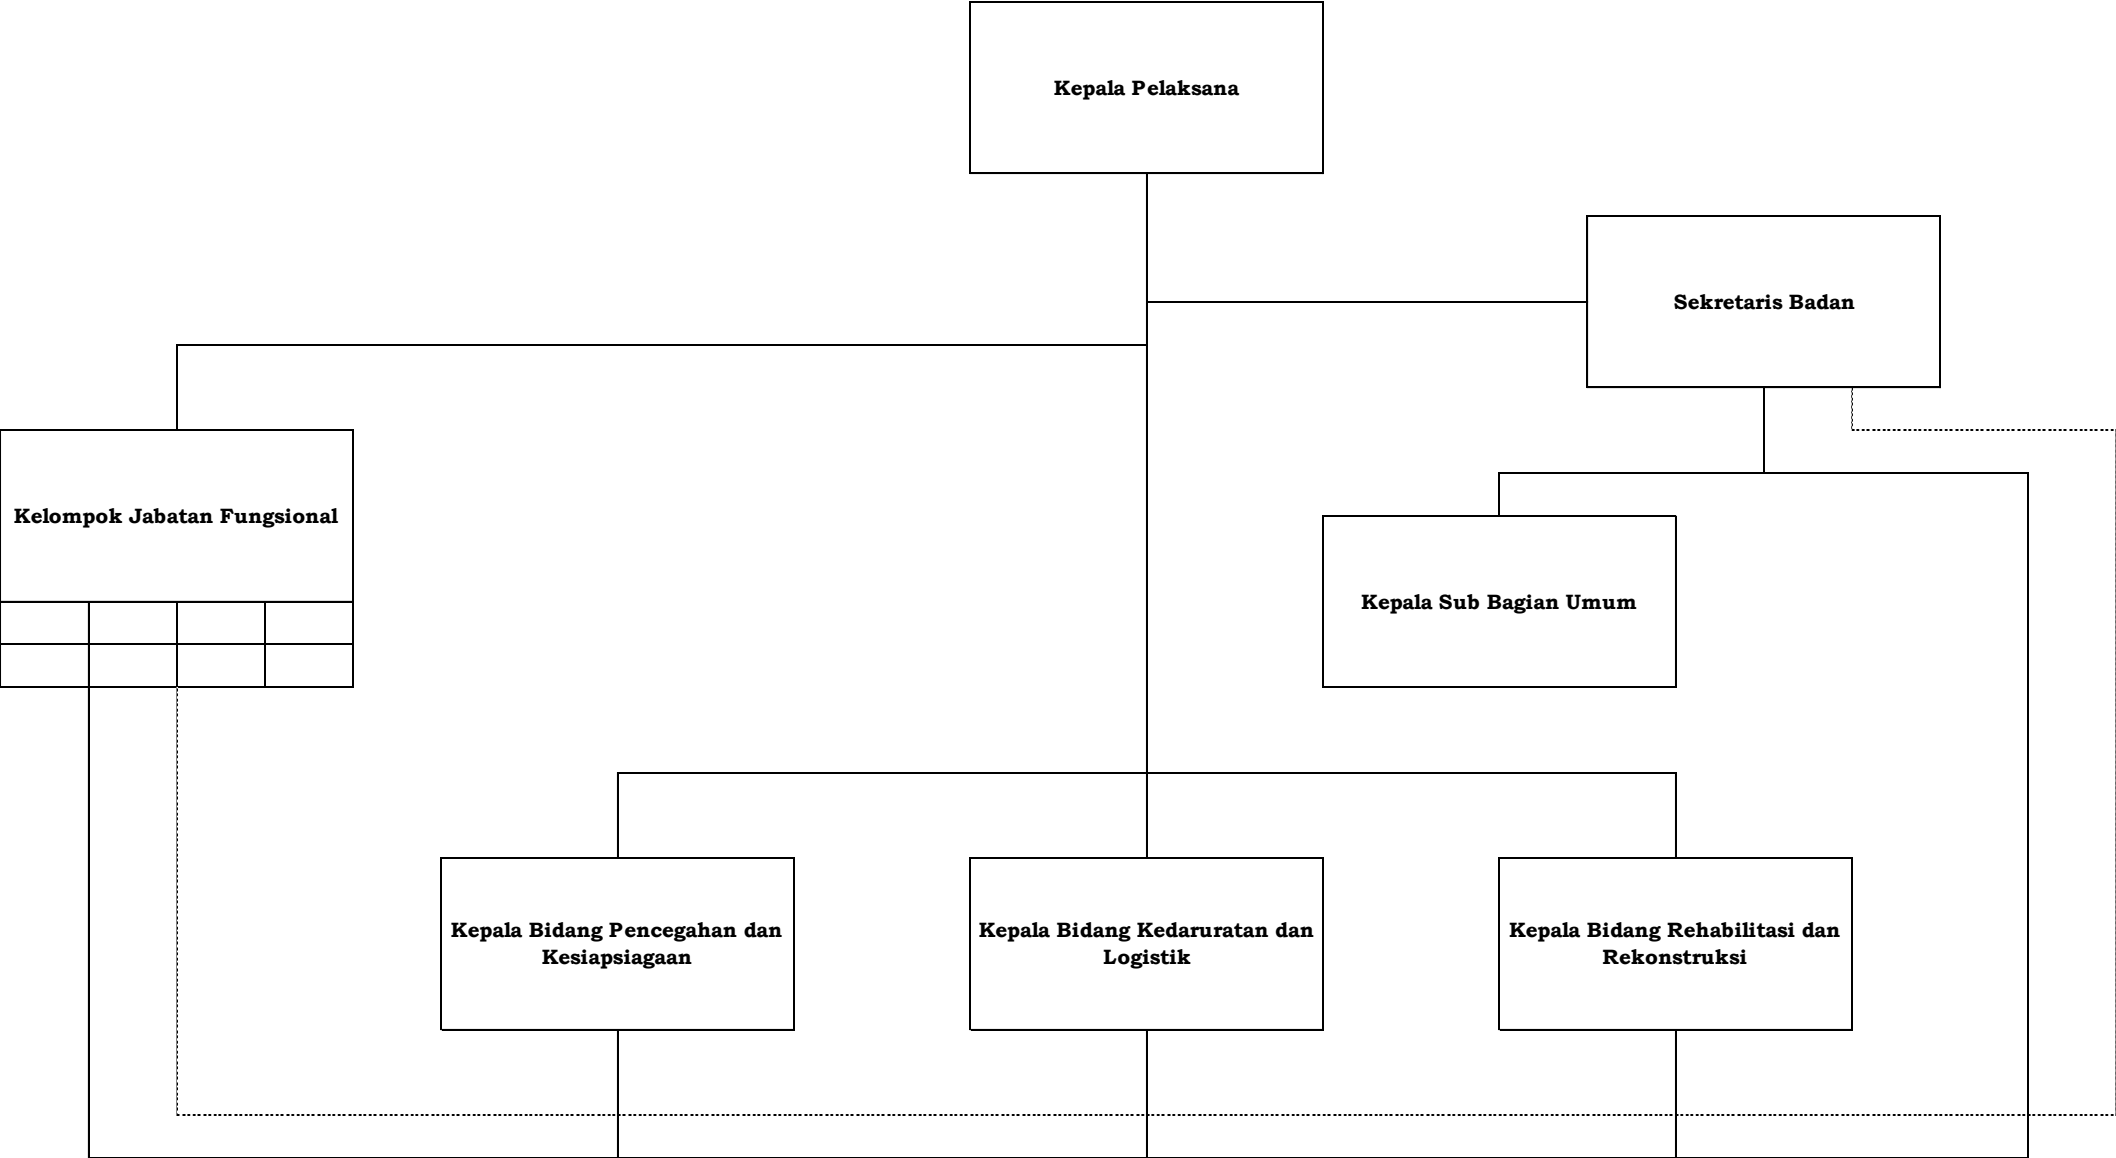 Kepala Pelaksana
Sekretaris Badan
Kelompok Jabatan Fungsional
Kepala Sub Bagian Umum
Kepala Bidang Pencegahan dan
Kesiapsiagaan
Kepala Bidang Kedaruratan dan
Logistik
Kepala Bidang Rehabilitasi dan
Rekonstruksi